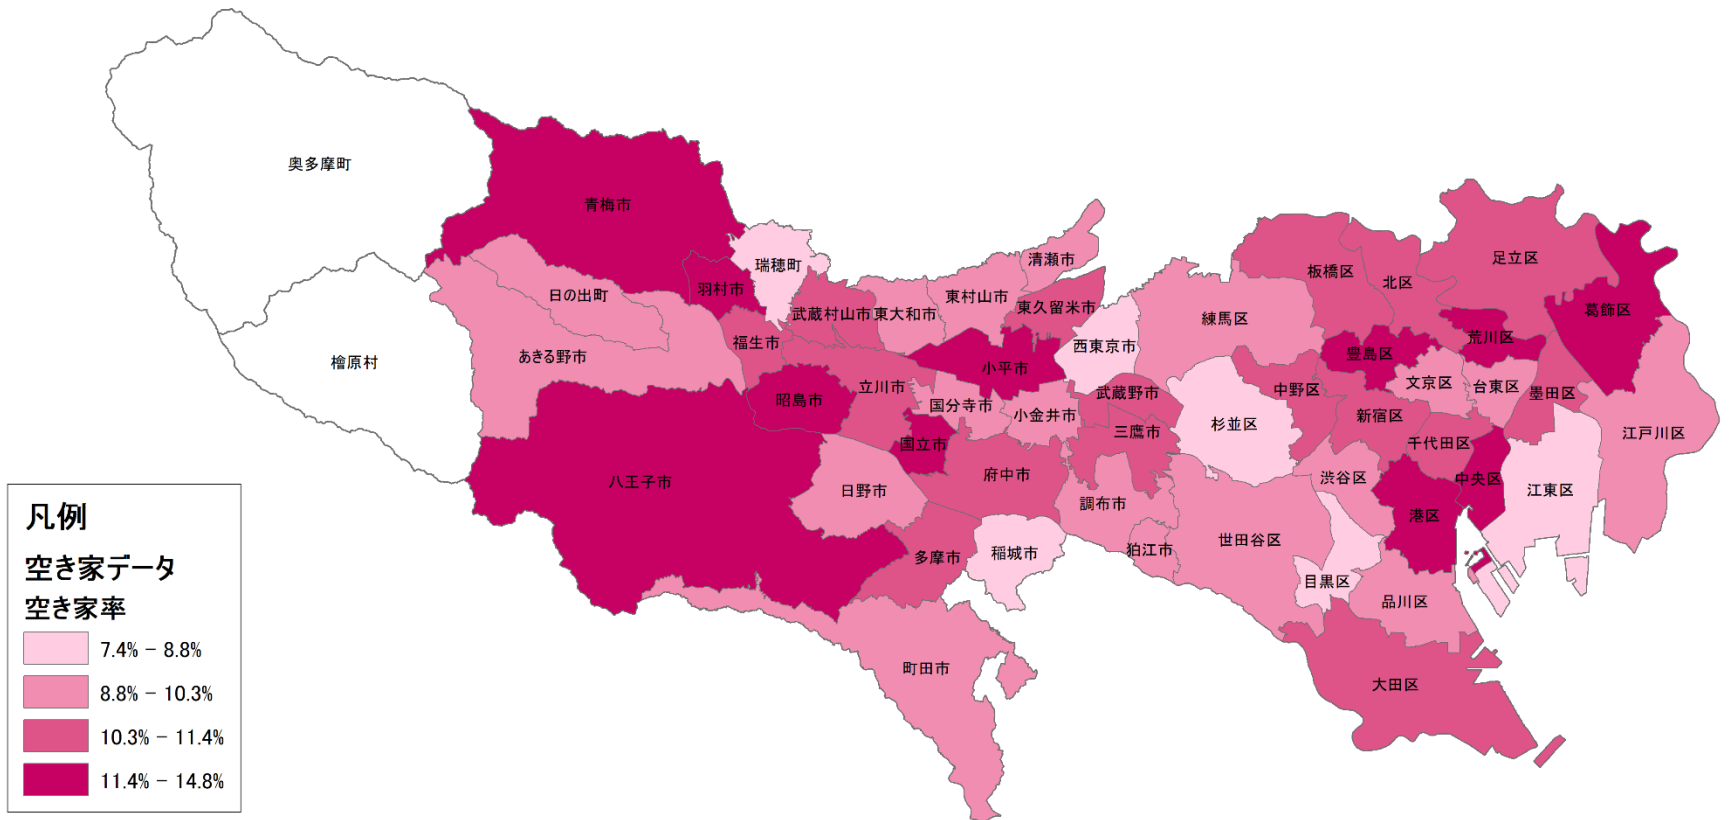 奥多摩町
青梅市
瑞穂町
羽村市
日の出町
檜原村
あきる野市
福生市
武蔵村山市
東大和市
東村山市
清瀬市
東久留米市
西東京市
小平市
昭島市
立川市
国分寺市
小金井市
武蔵野市
三鷹市
国立市
府中市
八王子市
日野市
多摩市
稲城市
調布市
狛江市
町田市
練馬区
板橋区
北区
足立区
葛飾区
荒川区
豊島区
文京区
台東区
墨田区
中野区
杉並区
新宿区
千代田区
江戸川区
渋谷区
中央区
江東区
港区
世田谷区
目黒区
品川区
大田区
凡例
空き家データ
空き家率
7.4% - 8.8%
8.8% - 10.3%
10.3% - 11.4%
11.4% - 14.8%